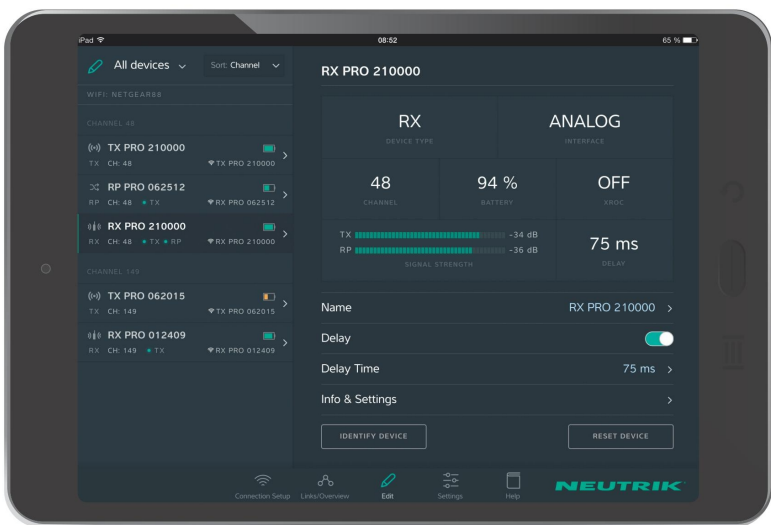 iPad 08:52 65 %
All devices Sort: Channel
WIFI: NETGEAR88
CHANNEL 48
TX PRO 210000
TX CH: 48 TX PRO 210000
RP PRO 062512
RP CH: 48 TX RX PRO 062512
RX PRO 210000
RX CH: 48 TX RP RX PRO 210000
CHANNEL 149
TX PRO 062015
TX CH: 149 TX PRO 062015
RX PRO 012409
RX CH: 149 TX RX PRO 012409
RX PRO 210000
RX ANALOG
DEVICE TYPE INTERFACE
48 94 % OFF
CHANNEL BATTERY XROC
TX -34 dB
RP -36 dB
SIGNAL STRENGTH
75 ms
DELAY
Name RX PRO 210000
Delay
Delay Time 75 ms
Info & Settings
IDENTIFY DEVICE RESET DEVICE
Connection Setup Links/Overview Edit Settings Help
NEUTRIK